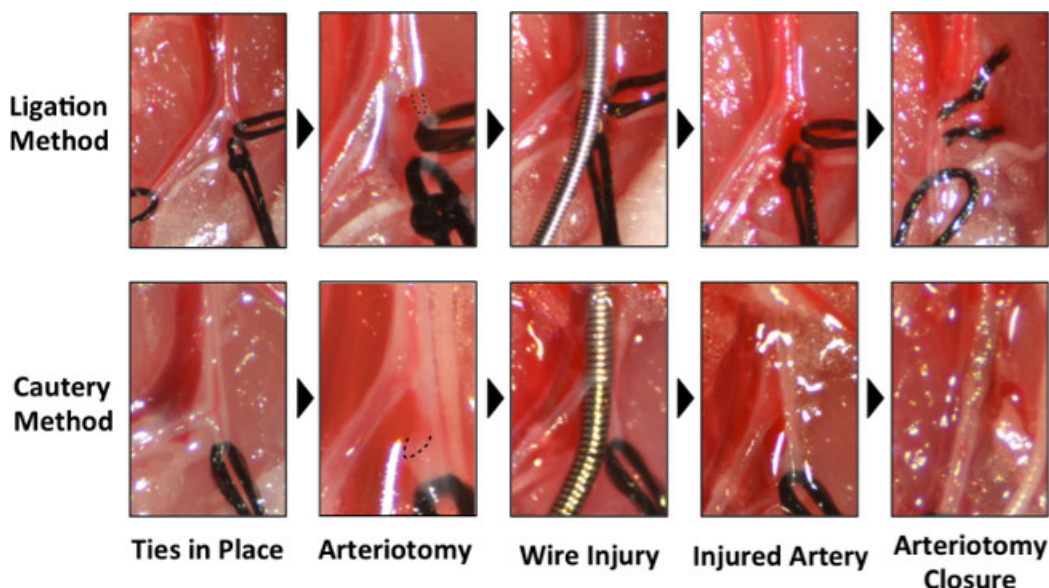 Ligation
Method
Cautery
Method
Ties in Place
Arteriotomy
Wire Injury
Injured Artery
Arteriotomy
Closure